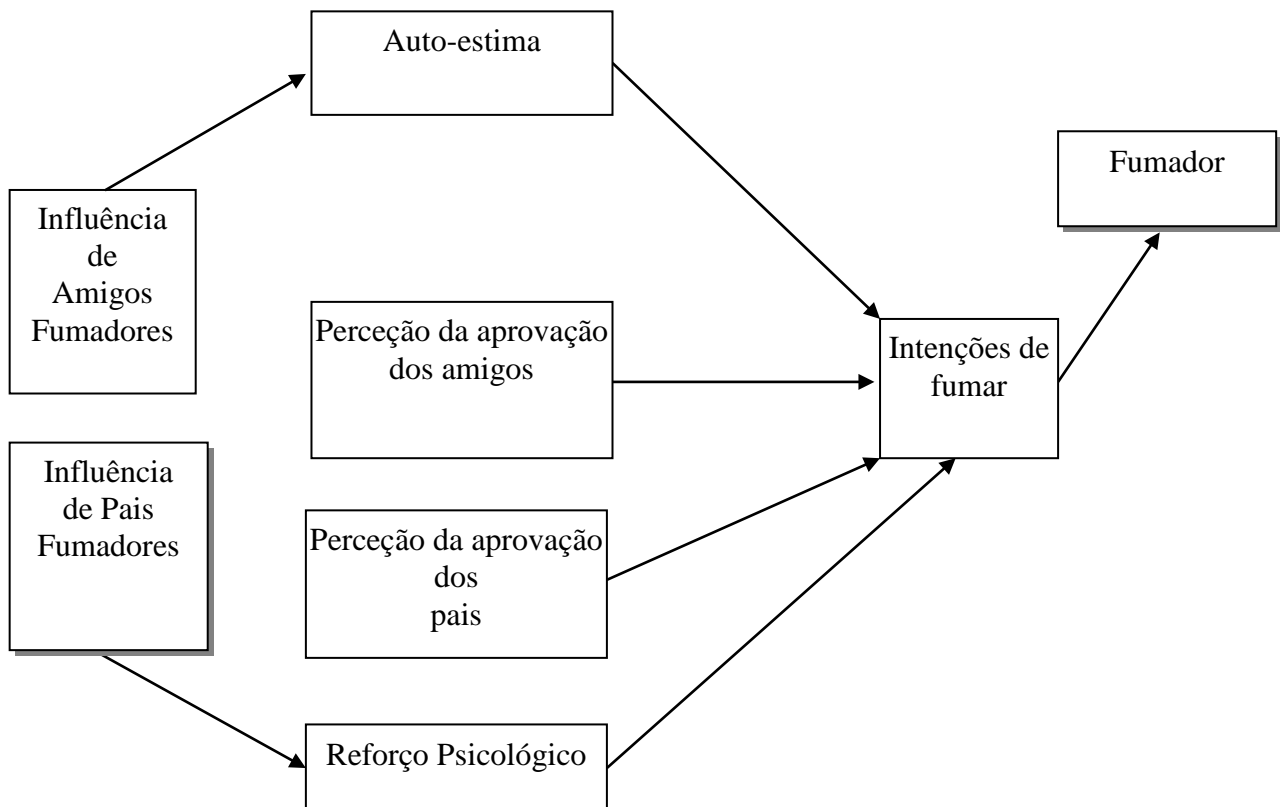 Auto-estima
Fumador
Influência
de
Amigos
Fumadores
Perceção da aprovação
dos amigos
Intenções de
fumar
Influência
de Pais
Fumadores
Perceção da aprovação
dos
pais
Reforço Psicológico